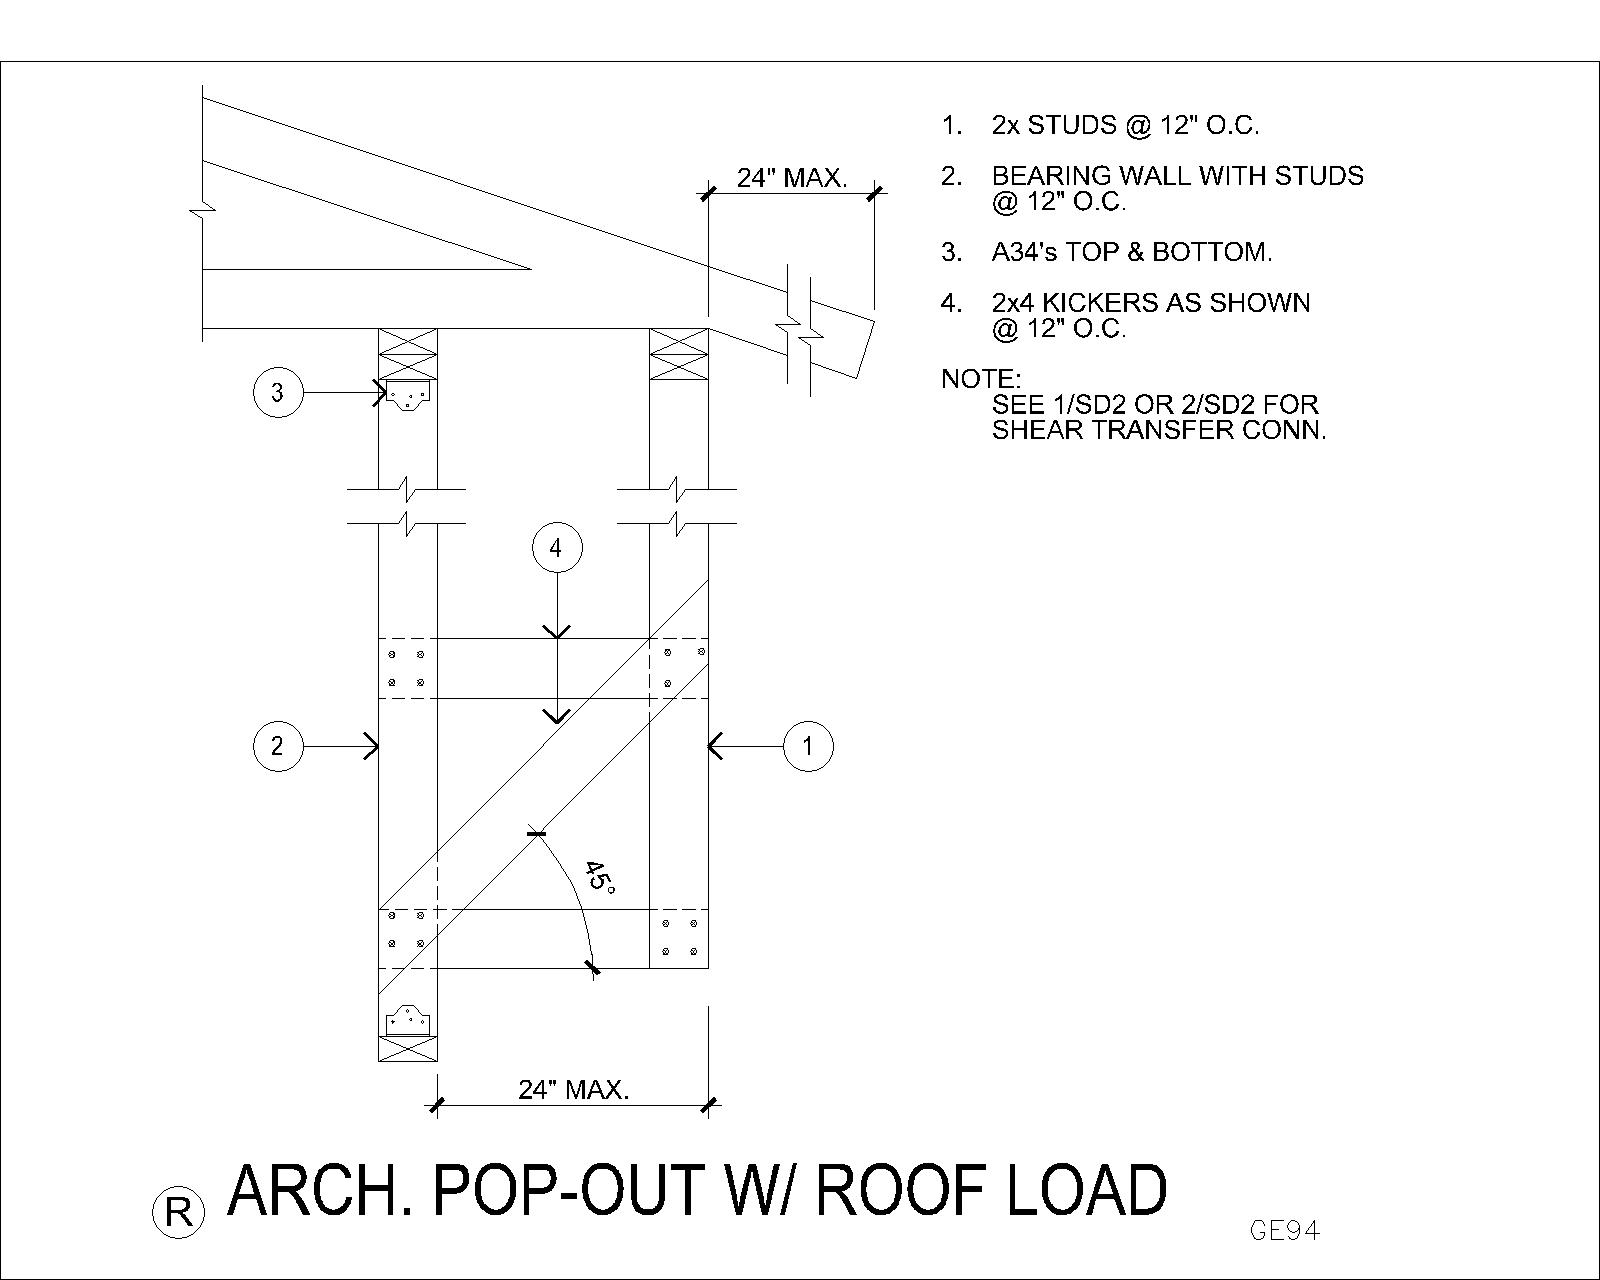 24" MAX.
1. 2x STUDS @ 12" O.C.
2. BEARING WALL WITH STUDS
@ 12" O.C.
3. A34's TOP & BOTTOM.
4. 2x4 KICKERS AS SHOWN
@ 12" O.C.
NOTE:
SEE 1/SD2 OR 2/SD2 FOR
SHEAR TRANSFER CONN.
3
4
2
1
45°
24" MAX.
R ARCH. POP-OUT W/ ROOF LOAD
GE94